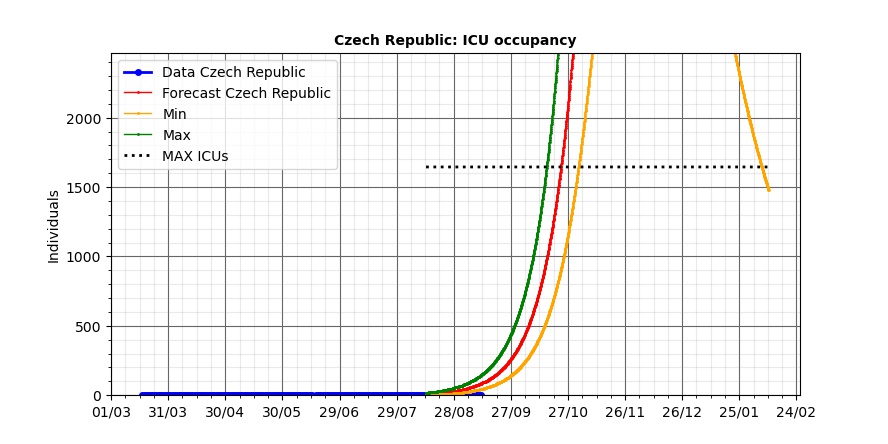 Czech Republic: ICU occupancy
Data Czech Republic
Forecast Czech Republic
Min
Max
MAX ICUs
Individuals
2000
1500
1000
500
0
01/03 31/03 30/04 30/05 29/06 29/07 28/08 27/09 27/10 26/11 26/12 25/01 24/02